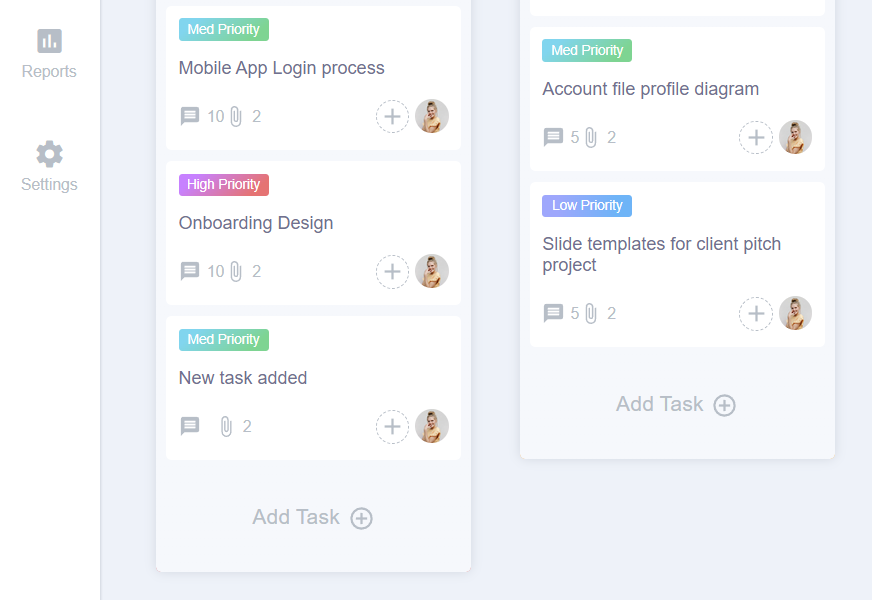 Reports
Settings
Med Priority
Mobile App Login process
10 2
High Priority
Onboarding Design
10 2
Med Priority
New task added
2
Add Task
Med Priority
Account file profile diagram
5 2
Low Priority
Slide templates for client pitch
project
5 2
Add Task